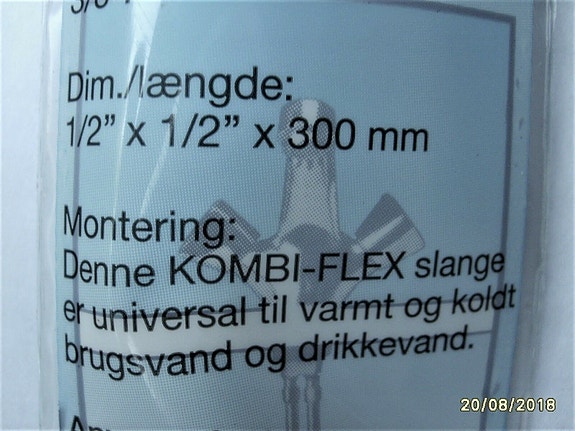 Dim./længde:
1/2” x 1/2” x 300 mm
Montering:
Denne KOMBI-FLEX slange
er universal til varmt og koldt
brugsvand og drikkevand.
20/08/2018